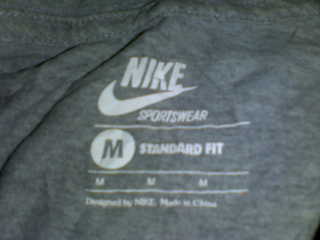 NIKE
SPORTSWEAR
M STANDARD FIT
M M M
Designed by NIKE. Made in China